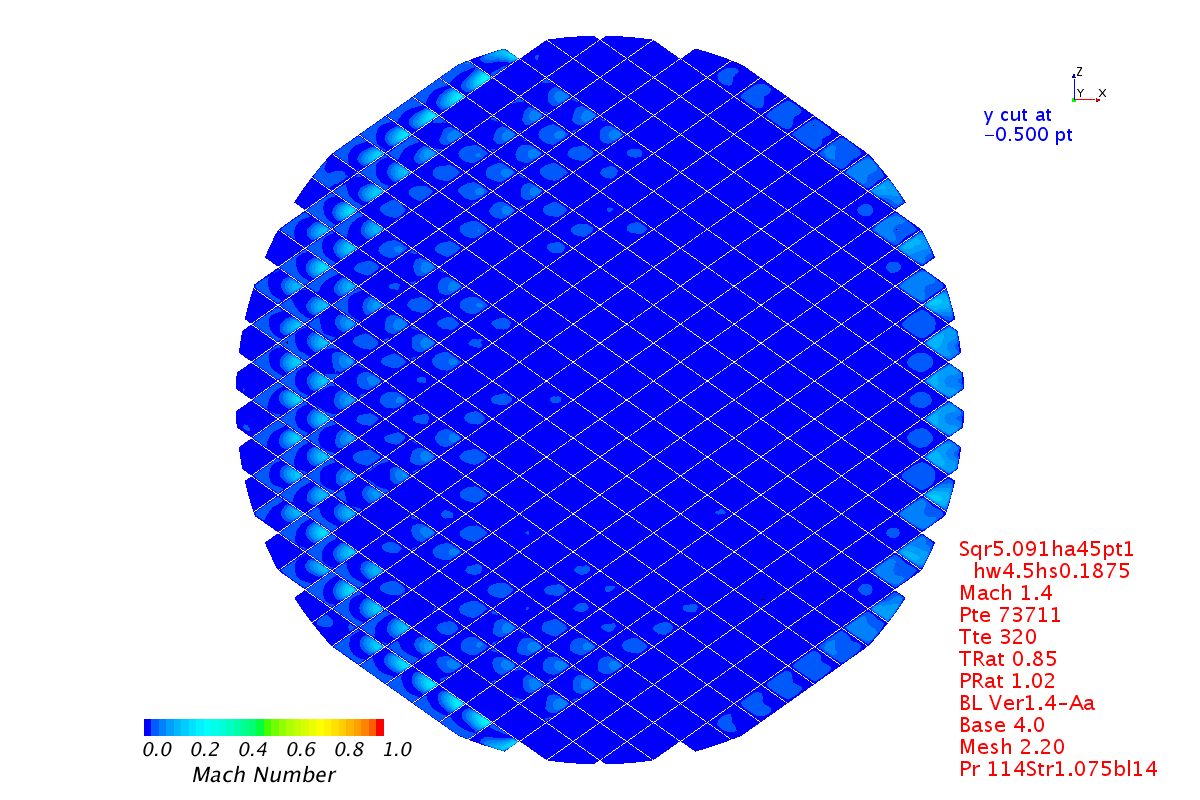 Z
Y X
y cut at
-0.500 pt
Sqr5.091ha45pt1
hw4.5hs0.1875
Mach 1.4
Pte 73711
Tte 320
TRat 0.85
PRat 1.02
BL Ver1.4-Aa
Base 4.0
Mesh 2.20
Pr 114Str1.075bl14
0.0 0.2 0.4 0.6 0.8 1.0
Mach Number